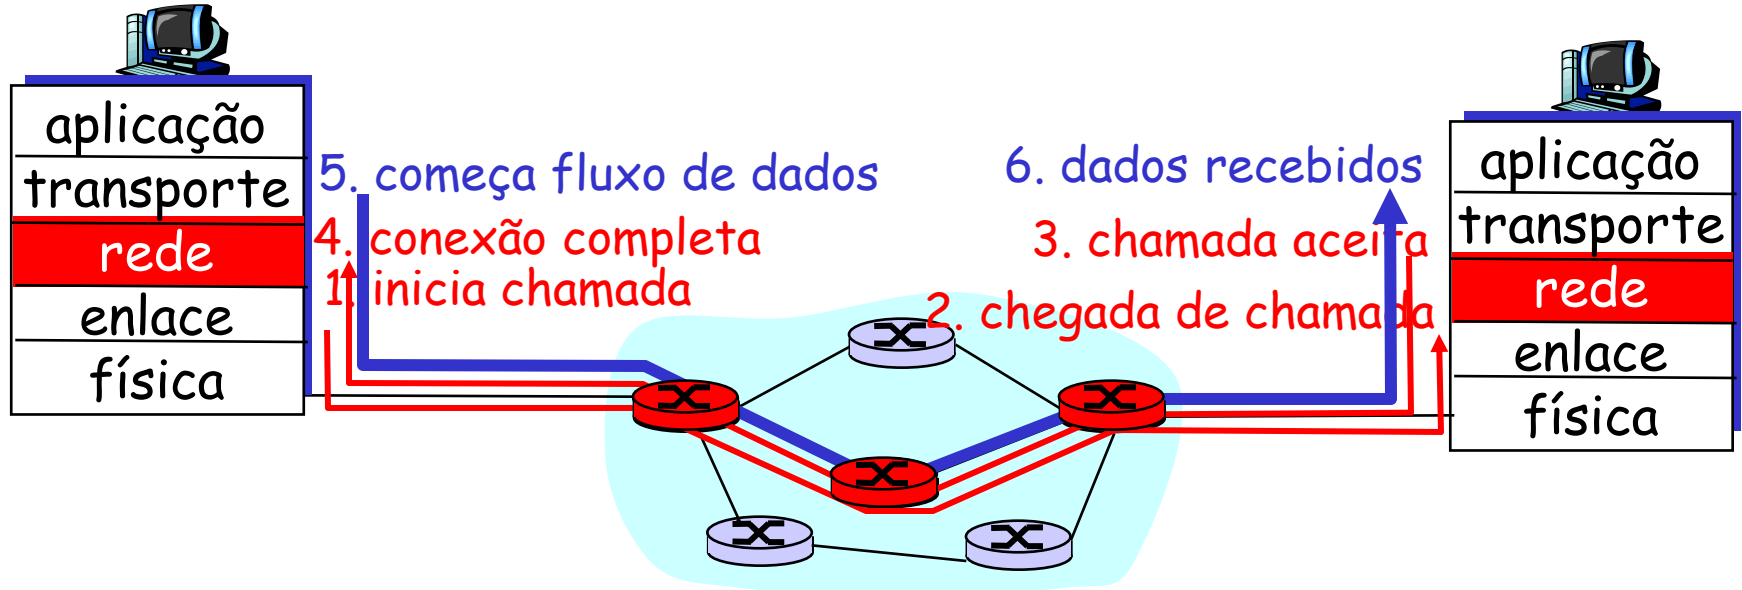 aplicação
transporte
rede
enlace
física
5. começa fluxo de dados
4. conexão completa
1. inicia chamada
6. dados recebidos
3. chamada aceita
2. chegada de chamada
aplicação
transporte
rede
enlace
física